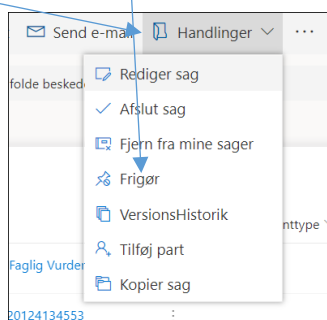 Send e-mail Handlinger ...
folde besked
Rediger sag
Afslut sag
Fjern fra mine sager
Frigør
VersionsHistorik
nttype
Tilføj part
Faglig Vurder
Kopier sag
20124134553 :